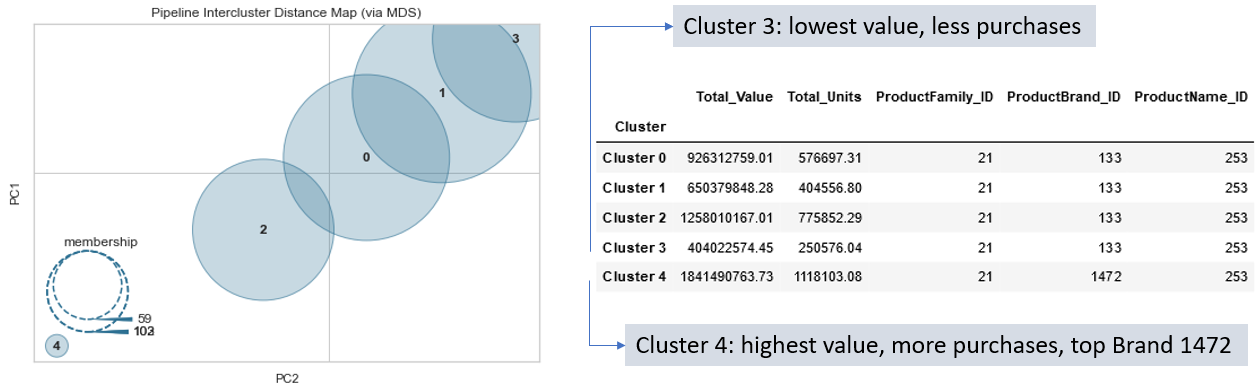 Pipeline Intercluster Distance Map (via MDS)
3
1
0
2
PC1
membership
59
4
PC2
Cluster 3: lowest value, less purchases
Total_Value Total_Units ProductFamily_ID ProductBrand_ID ProductName_ID
Cluster
Cluster 0 926312759.01 576697.31 21 133 253
Cluster 1 650379848.28 404556.80 21 133 253
Cluster 2 1258010167.01 775852.29 21 133 253
Cluster 3 404022574.45 250576.04 21 133 253
Cluster 4 1841490763.73 1118103.08 21 1472 253
Cluster 4: highest value, more purchases, top Brand 1472